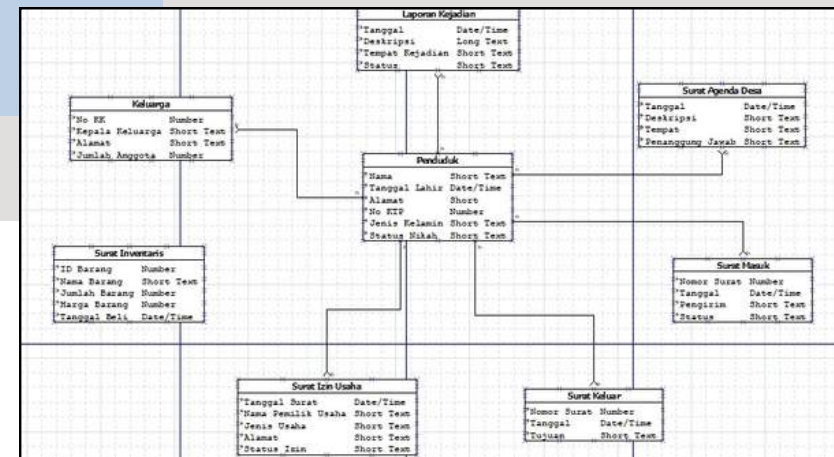 Laporan Kejadian
*Tanggal Date/Time
*Deskripsi Long Text
*Tempat Kejadian Short Text
*Status Short Text
Keluarga
*No KK Number
*Kepala Keluarga Short Text
*Alamat Short Text
*Jumlah Anggota Number
Surat Agenda Desa
*Tanggal Date/Time
*Deskripsi Short Text
*Tempat Short Text
*Penanggung Jawab Short Text
Penduduk
*Nama Short Text
*Tanggal Lahir Date/Time
*Alamat Short
*No KTP Number
*Jenis Kelamin Short Text
*Status Nikah Short Text
Surat Inventaris
*ID Barang Number
*Nama Barang Short Text
*Jumlah Barang Number
*Harga Barang Number
*Tanggal Beli Date/Time
Surat Masuk
*Nomor Surat Number
*Tanggal Date/Time
*Pengirim Short Text
*Status Short Text
Surat Izin Usaha
*Tanggal Surat Date/Time
*Nama Pemilik Usaha Short Text
*Jenis Usaha Short Text
*Alamat Short Text
*Status Izin Short Text
Surat Keluar
*Nomor Surat Number
*Tanggal Date/Time
*Tujuan Short Text